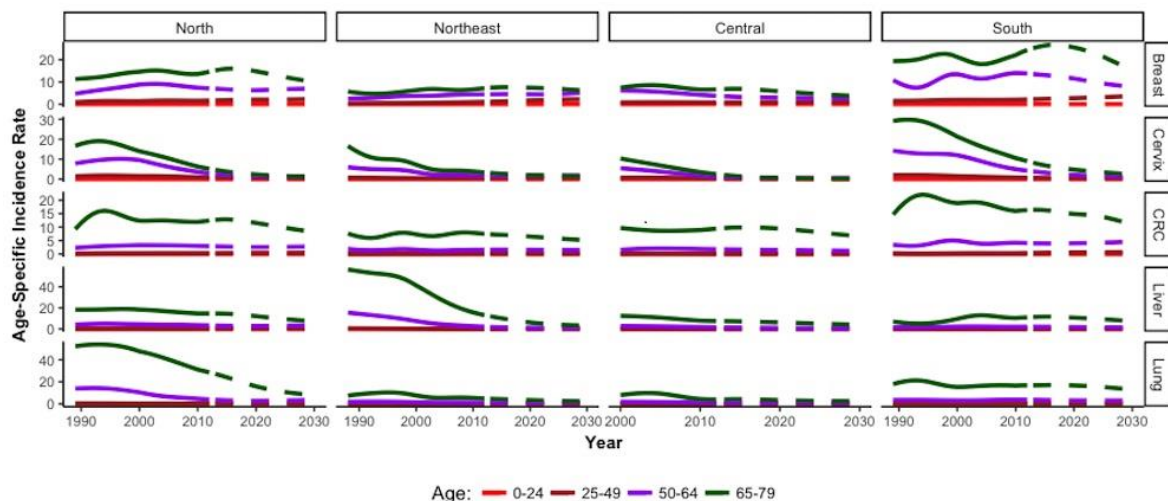 North Northeast Central South
20
10
0
Breast
30
20
10
0
Cervix
20
15
10
5
0
CRC
40
20
0
Liver
40
20
0
Lung
Age-Specific Incidence Rate
1990 2000 2010 2020 2030 1990 2000 2010 2020 2030 2000 2010 2020 2030 1990 2000 2010 2020 2030
Year
Age: 0-24 25-49 50-64 65-79